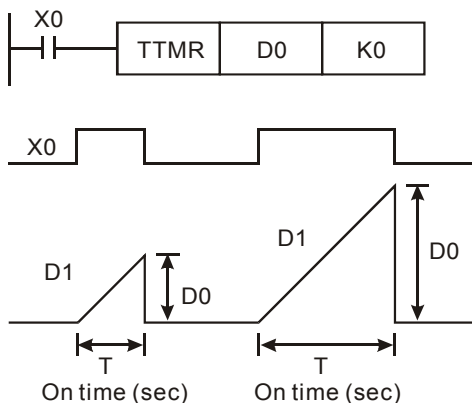 X0
TTMR D0 K0
X0
D1 D0 D1 D0
T T
On time (sec) On time (sec)